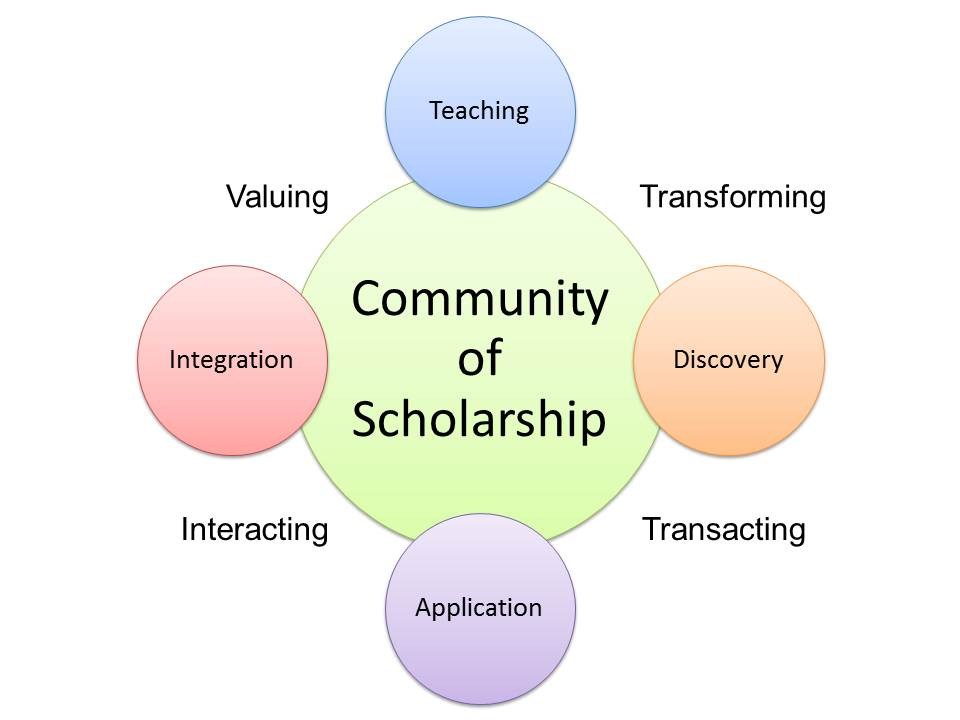 Teaching
Valuing
Transforming
Community
of
Scholarship
Integration
Discovery
Interacting
Transacting
Application